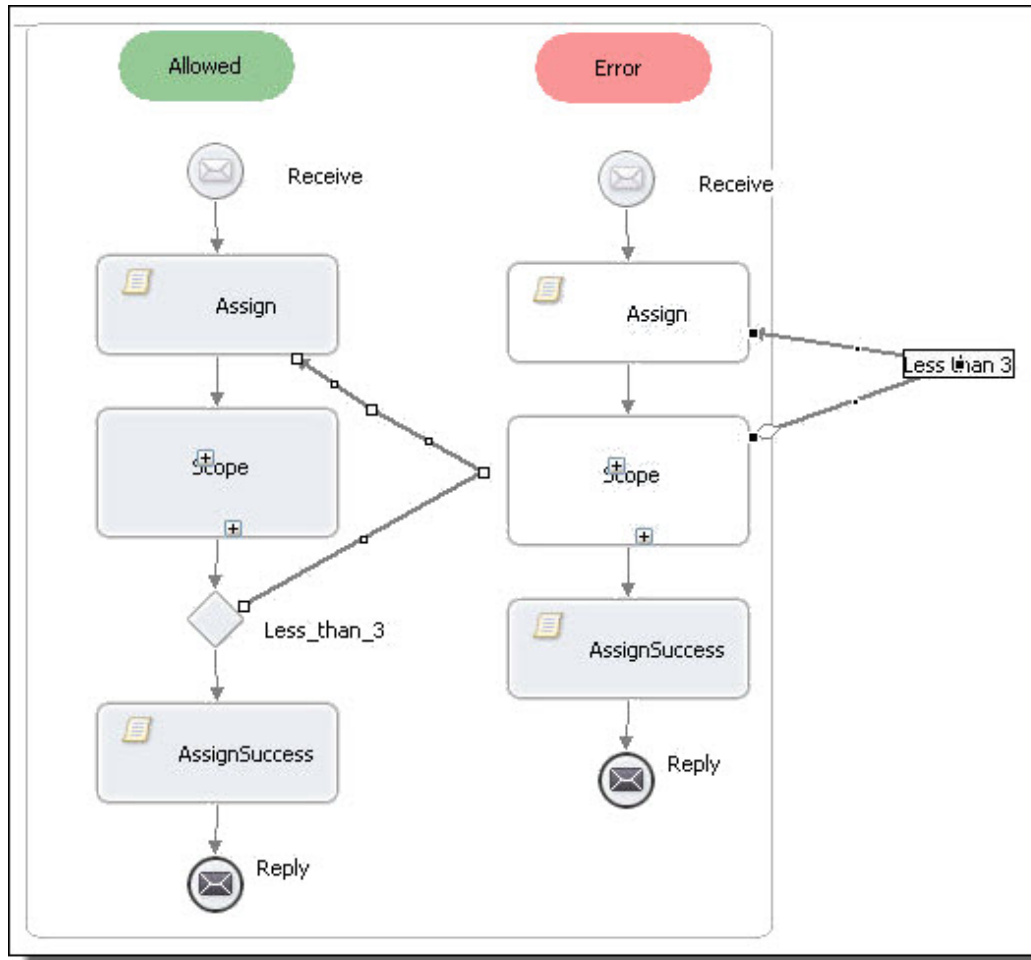 Allowed
Receive
Assign
Scope
Less_than_3
AssignSuccess
Reply
Error
Receive
Assign
Less than 3
Scope
AssignSuccess
Reply